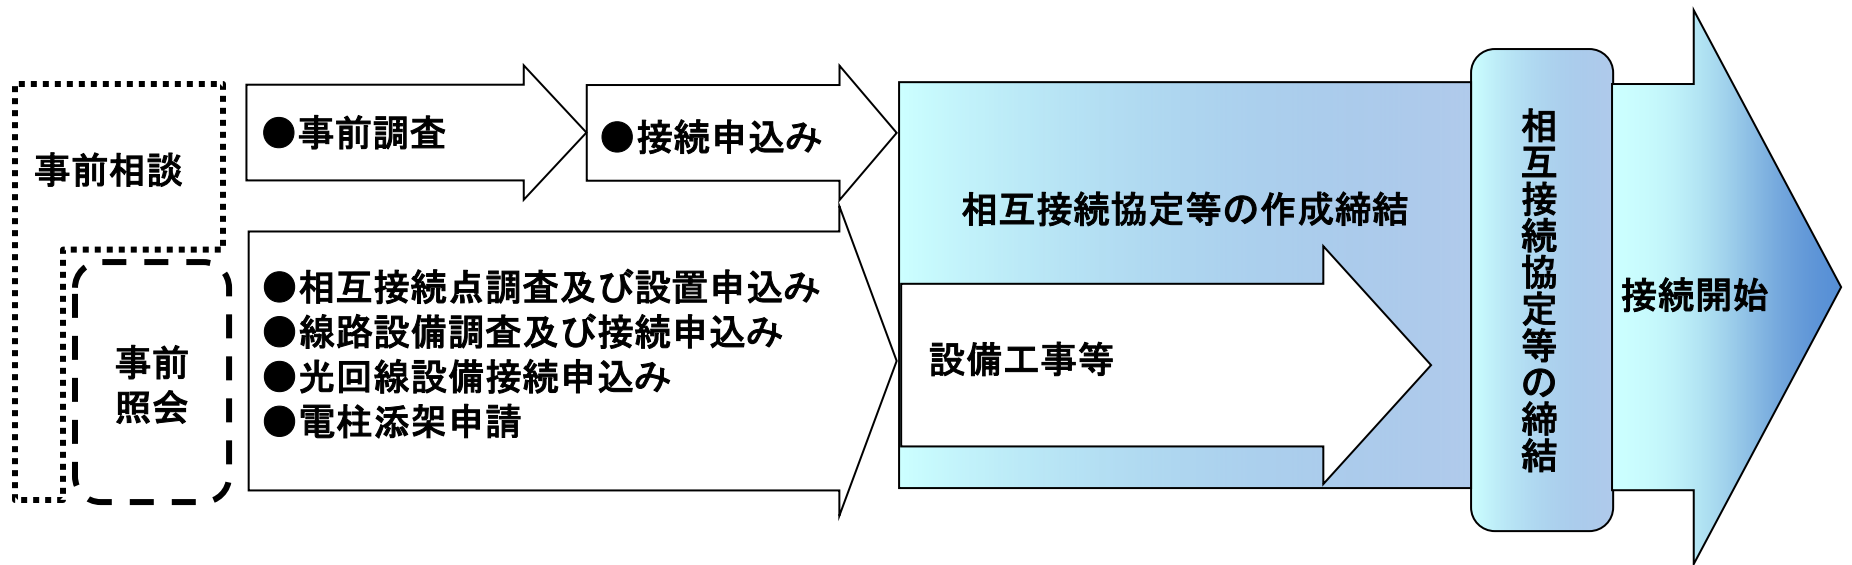 事前相談
事前
照会
●事前調査
●接続申込み
●相互接続点調査及び設置申込み
●線路設備調査及び接続申込み
●光回線設備接続申込み
●電柱添架申請
相互接続協定等の作成締結
設備工事等
相互接続協定等の締結
接続開始